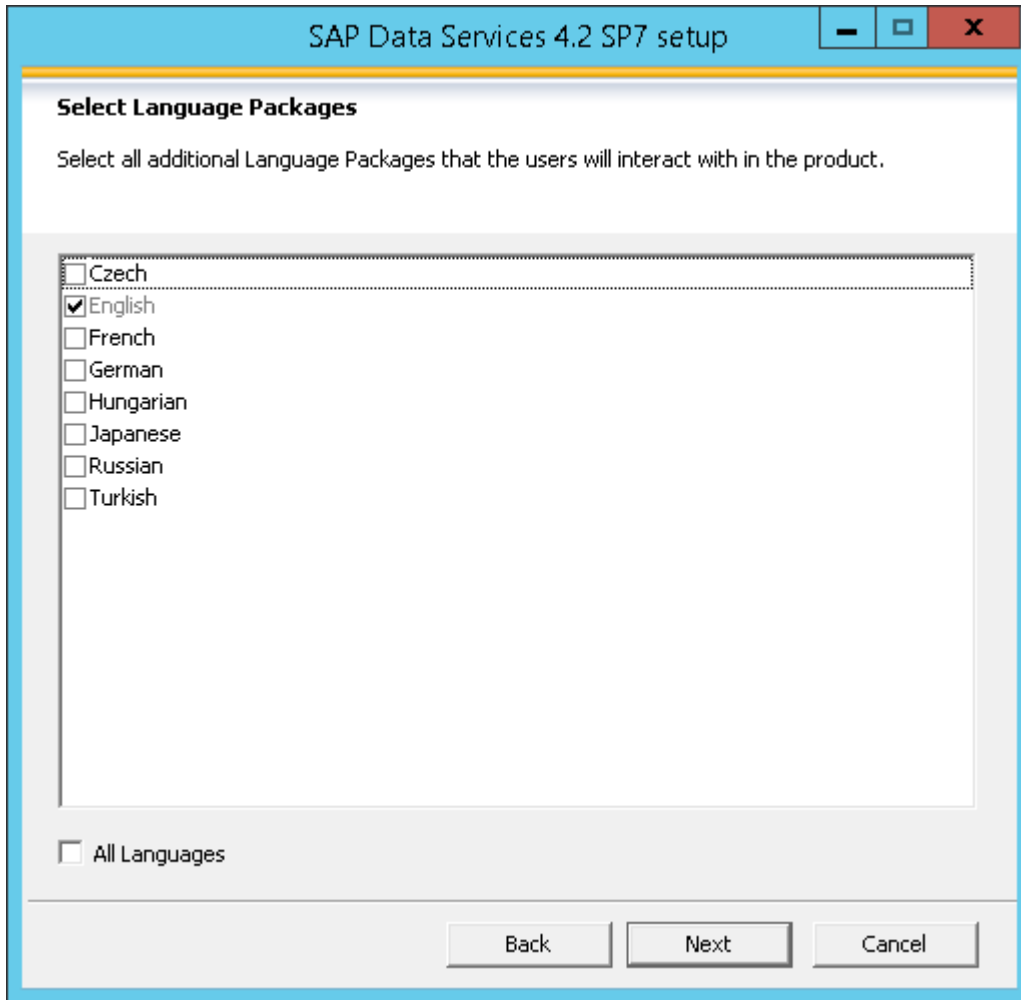 SAP Data Services 4.2 SP7 setup
Select Language Packages
Select all additional Language Packages that the users will interact with in the product.
Czech
English
French
German
Hungarian
Japanese
Russian
Turkish
All Languages
Back Next Cancel